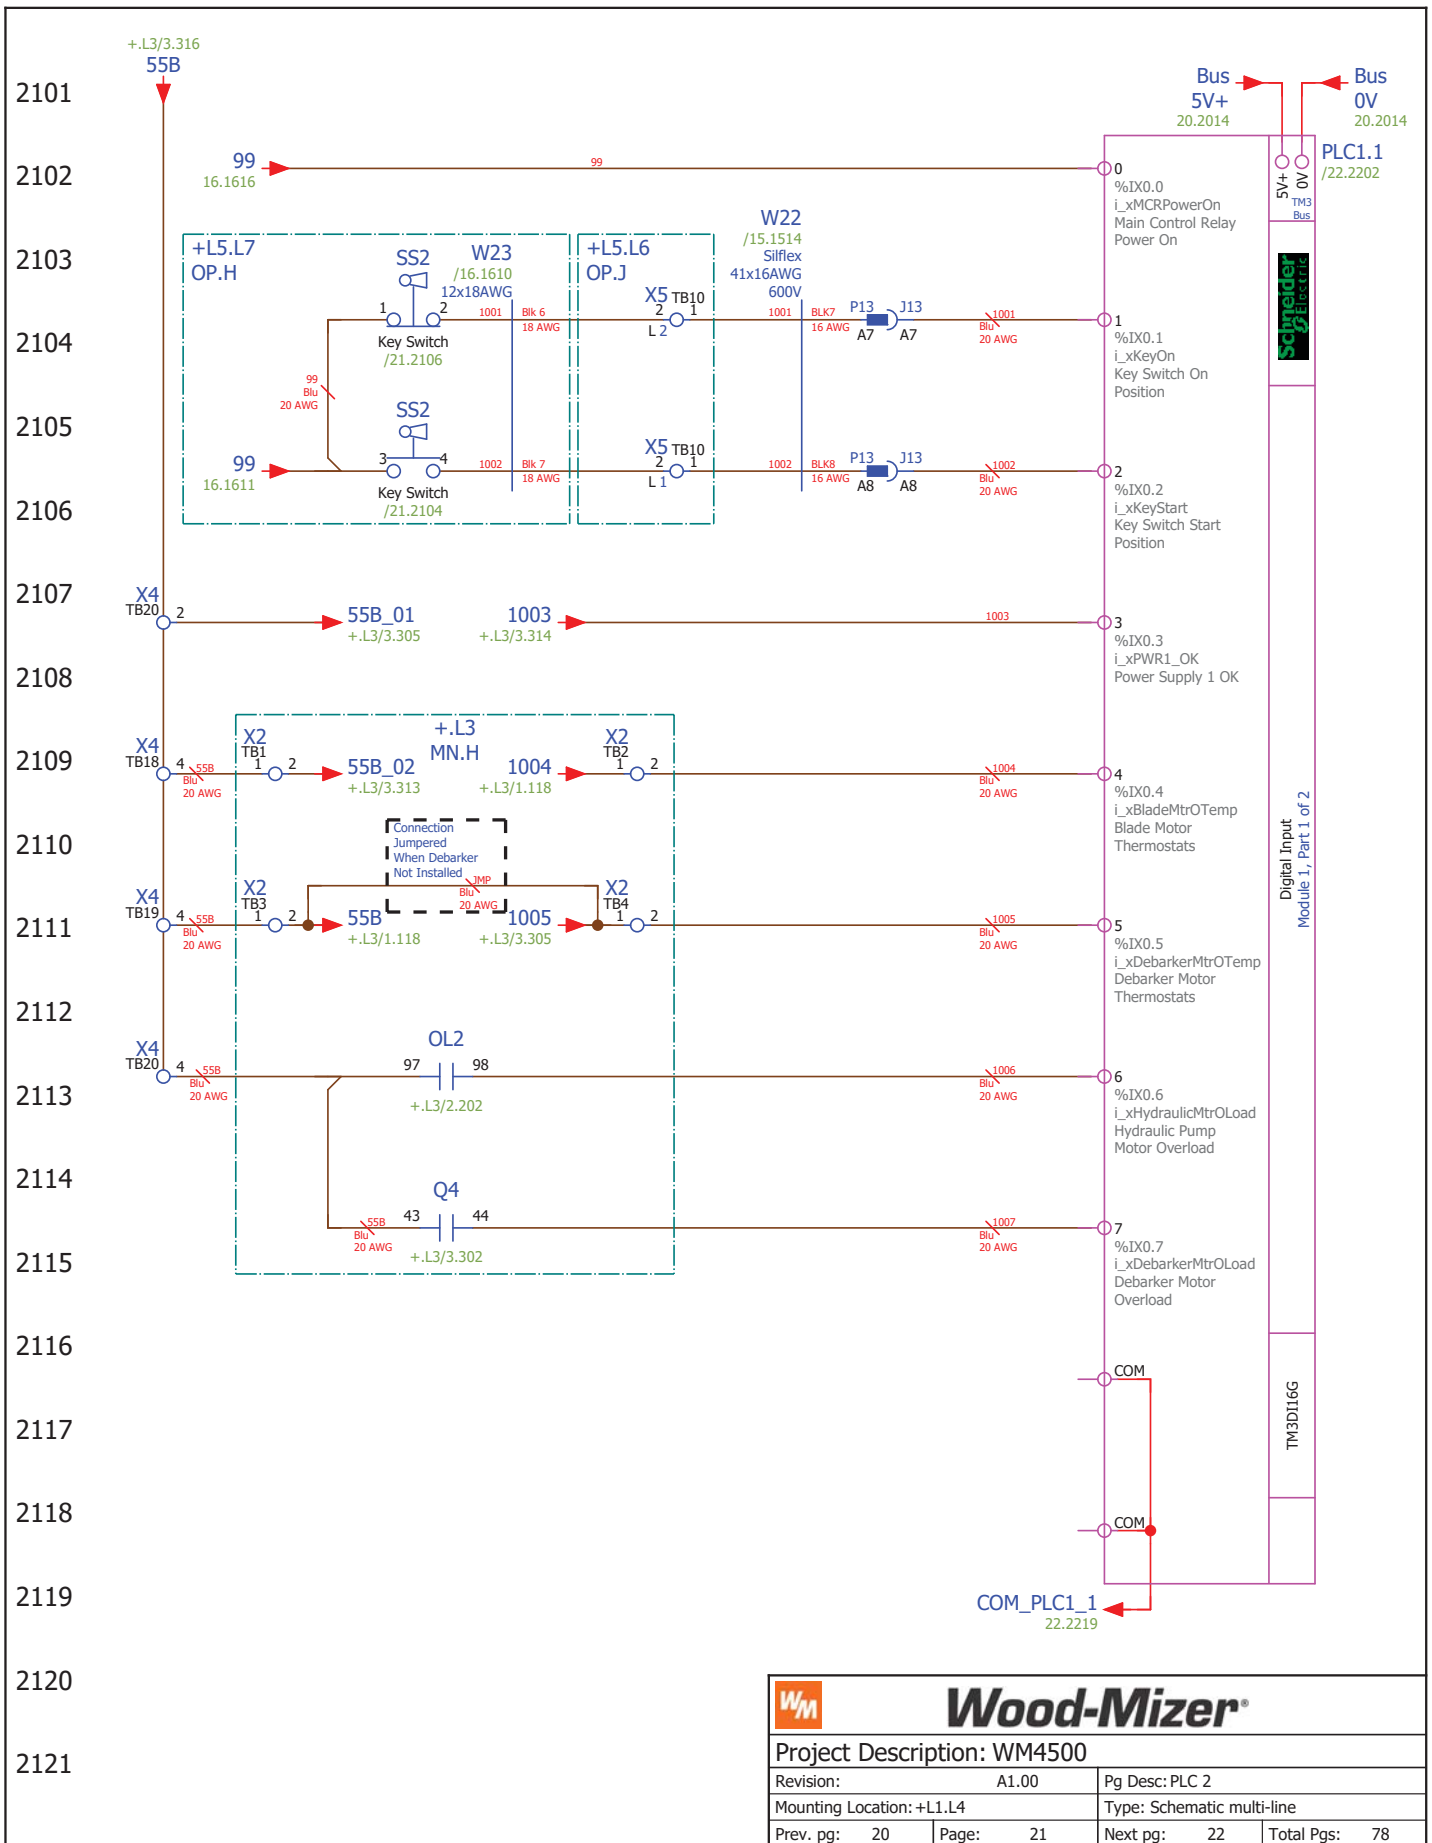 +.L3/3.316
55B
2101
Bus
5V+
20.2014
Bus
0V
20.2014
2102
99
16.1616
99
0
%IX0.0
i_xMCRPowerOn
Main Control Relay
Power On
5V+
0V
TM3
Bus
PLC1.1
/22.2202
2103
+L5.L7
OP.H
SS2
W23
/16.1610
12x18AWG
+L5.L6
OP.J
W22
/15.1514
Silflex
41x16AWG
600V
Schneider
Electric
2104
1
2
Key Switch
/21.2106
1001
Blk 6
18 AWG
X5
TB10
2
1
L 2
1001
BLK7
16 AWG
P13
J13
A7
A7
1001
Blu
20 AWG
1
%IX0.1
i_xKeyOn
Key Switch On
Position
99
Blu
20 AWG
2105
SS2
99
16.1611
3
4
Key Switch
/21.2104
1002
Blk 7
18 AWG
X5
TB10
2
1
L 1
1002
BLK8
16 AWG
P13
J13
A8
A8
1002
Blu
20 AWG
2
%IX0.2
i_xKeyStart
Key Switch Start
Position
2106
2107
X4
TB20
2
55B_01
+.L3/3.305
1003
+.L3/3.314
1003
3
%IX0.3
i_xPWR1_OK
Power Supply 1 OK
2108
2109
X4
TB18
4
55B
Blu
20 AWG
+.L3
MN.H
X2
TB1
1
2
55B_02
+.L3/3.313
1004
+.L3/1.118
X2
TB2
1
2
1004
Blu
20 AWG
4
%IX0.4
i_xBladeMtrOTemp
Blade Motor
Thermostats
2110
Connection
Jumpered
When Debarker
Not Installed
JMP
Blu
20 AWG
Digital Input
Module 1, Part 1 of 2
2111
X4
TB19
4
55B
Blu
20 AWG
X2
TB3
1
2
55B
+.L3/1.118
1005
+.L3/3.305
X2
TB4
1
2
1005
Blu
20 AWG
5
%IX0.5
i_xDebarkerMtrOTemp
Debarker Motor
Thermostats
2112
X4
TB20
4
55B
Blu
20 AWG
OL2
97
98
+.L3/2.202
1006
Blu
20 AWG
6
%IX0.6
i_xHydraulicMtrOLoad
Hydraulic Pump
Motor Overload
2113
2114
Q4
43
44
55B
Blu
20 AWG
+.L3/3.302
1007
Blu
20 AWG
7
%IX0.7
i_xDebarkerMtrOLoad
Debarker Motor
Overload
2115
2116
COM
2117
TM3DI16G
2118
COM
2119
COM_PLC1_1
22.2219
2120
WM
Wood-Mizer®
2121
Project Description: WM4500
Revision: A1.00
Pg Desc: PLC 2
Mounting Location: +L1.L4
Type: Schematic multi-line
Prev. pg: 20
Page: 21
Next pg: 22
Total Pgs: 78